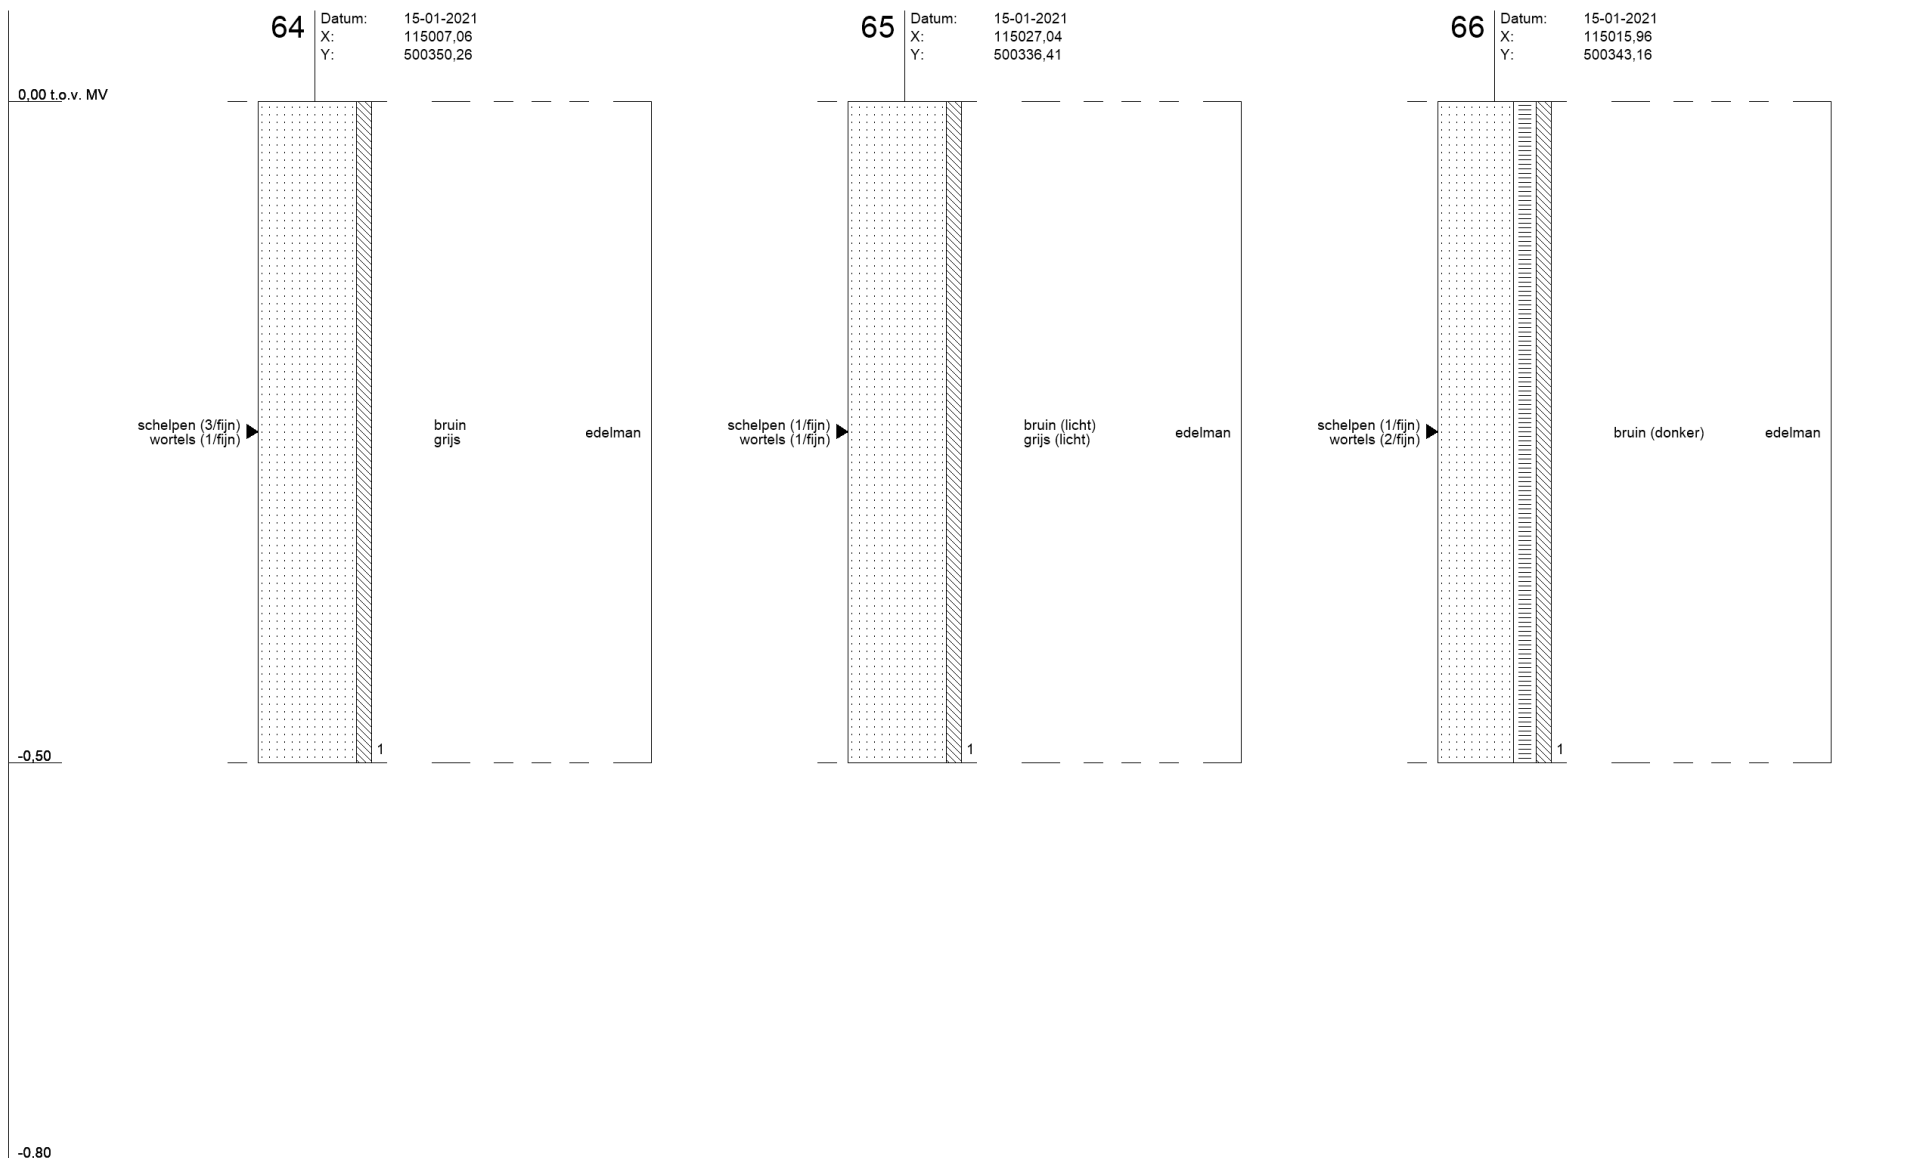 64
Datum: 15-01-2021
X: 115007,06
Y: 500350,26
65
Datum: 15-01-2021
X: 115027,04
Y: 500336,41
66
Datum: 15-01-2021
X: 115015,96
Y: 500343,16
0,00 t.o.v. MV
schelpen (3/fijn)
wortels (1/fijn)
bruin
grijs
edelman
1
schelpen (1/fijn)
wortels (1/fijn)
bruin (licht)
grijs (licht)
edelman
1
schelpen (1/fijn)
wortels (2/fijn)
bruin (donker)
edelman
1
-0,50
-0,80